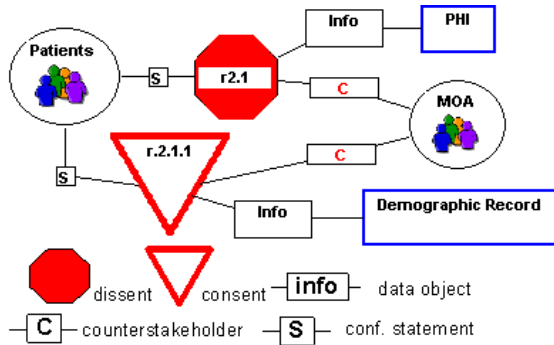 Patients
S
r2.1
Info
PHI
C
MOA
S
r.2.1.1
C
Info
Demographic Record
dissent
consent
info
data object
C
counterstakeholder
S
conf. statement